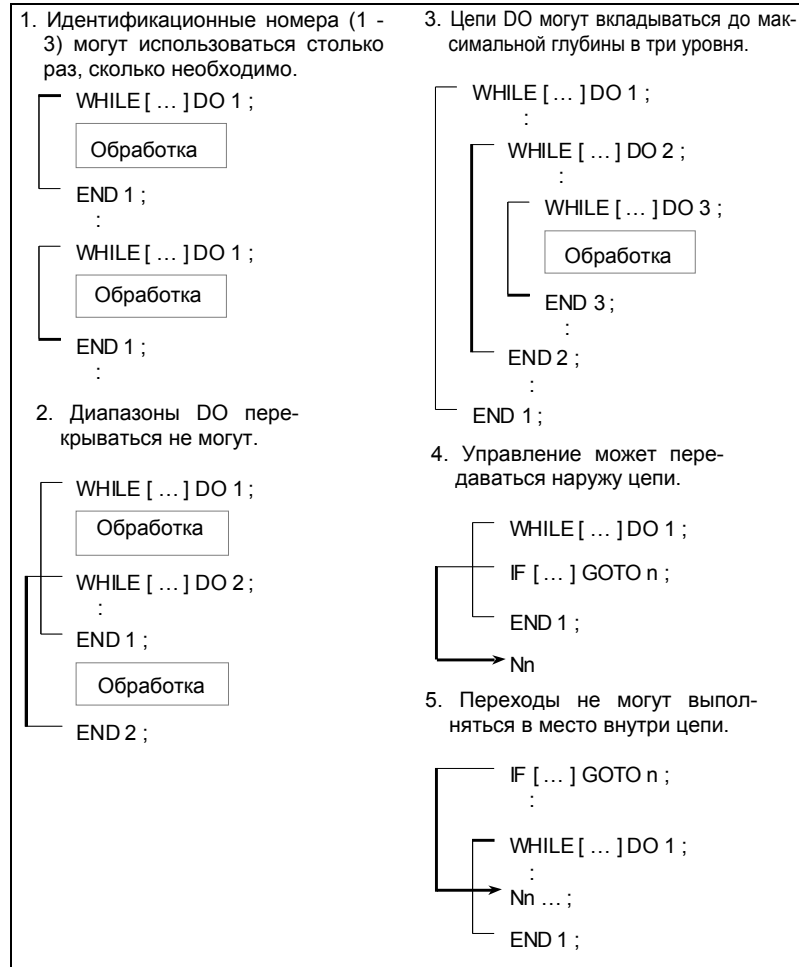 1. Идентификационные номера (1 -
3) могут использоваться столько
раз, сколько необходимо.
WHILE [ … ] DO 1 ;
Обработка
END 1 ;
:
WHILE [ … ] DO 1 ;
Обработка
END 1 ;
:
2. Диапазоны DO пере-
крываться не могут.
WHILE [ … ] DO 1 ;
Обработка
WHILE [ … ] DO 2 ;
:
END 1 ;
Обработка
END 2 ;
3. Цепи DO могут вкладываться до мак-
симальной глубины в три уровня.
WHILE [ … ] DO 1 ;
:
WHILE [ … ] DO 2 ;
:
WHILE [ … ] DO 3 ;
Обработка
END 3 ;
:
END 2 ;
:
END 1 ;
4. Управление может пере-
даваться наружу цепи.
WHILE [ … ] DO 1 ;
IF [ … ] GOTO n ;
END 1 ;
Nn
5. Переходы не могут выпол-
няться в место внутри цепи.
IF [ … ] GOTO n ;
:
WHILE [ … ] DO 1 ;
:
Nn … ;
END 1 ;